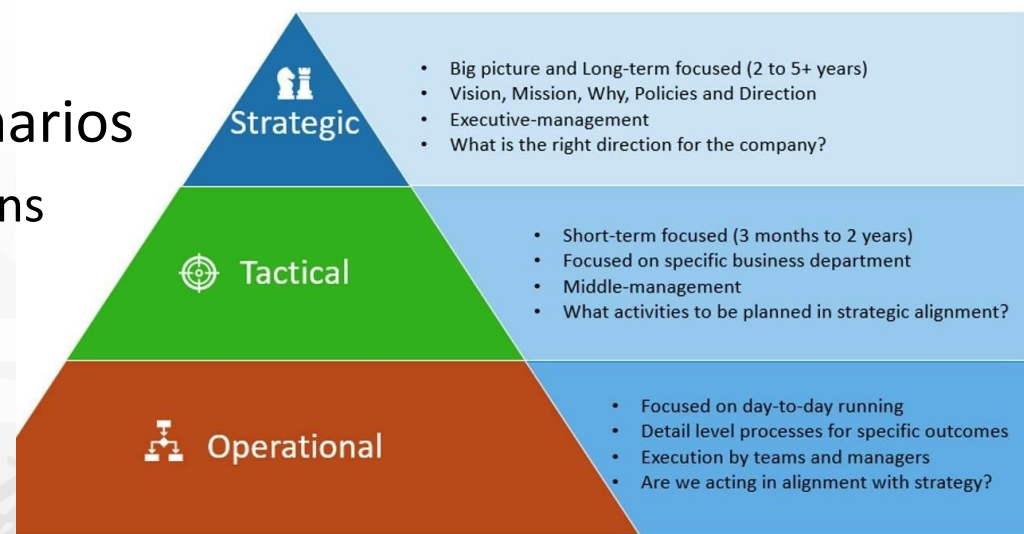 narios
ns
Strategic
• Big picture and Long-term focused (2 to 5+ years)
• Vision, Mission, Why, Policies and Direction
• Executive-management
• What is the right direction for the company?
Tactical
• Short-term focused (3 months to 2 years)
• Focused on specific business department
• Middle-management
• What activities to be planned in strategic alignment?
Operational
• Focused on day-to-day running
• Detail level processes for specific outcomes
• Execution by teams and managers
• Are we acting in alignment with strategy?